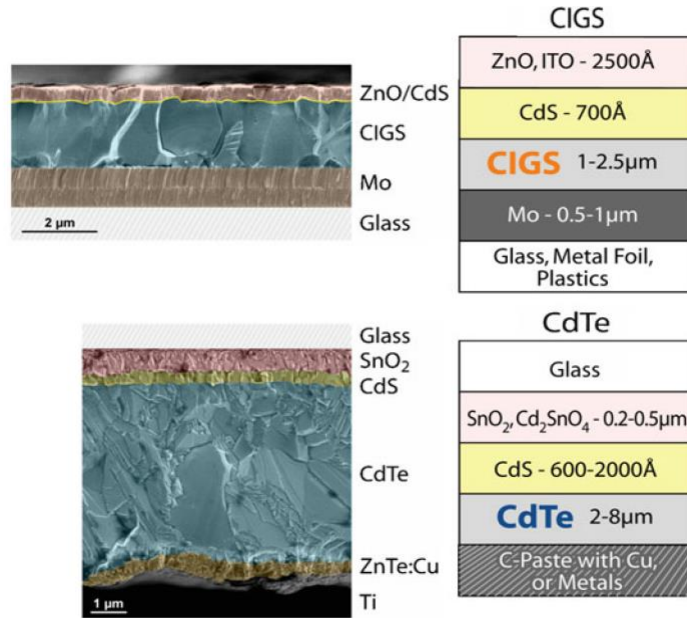 CIGS
ZnO/CdS
CIGS
Mo
Glass
2 µm
ZnO, ITO - 2500Å
CdS - 700Å
CIGS 1-2.5µm
Mo - 0.5-1µm
Glass, Metal Foil,
Plastics
CdTe
Glass
SnO₂
CdS
CdTe
ZnTe:Cu
Ti
1 µm
Glass
SnO₂, Cd₂SnO₄ - 0.2-0.5µm
CdS - 600-2000Å
CdTe 2-8µm
C-Paste with Cu,
or Metals